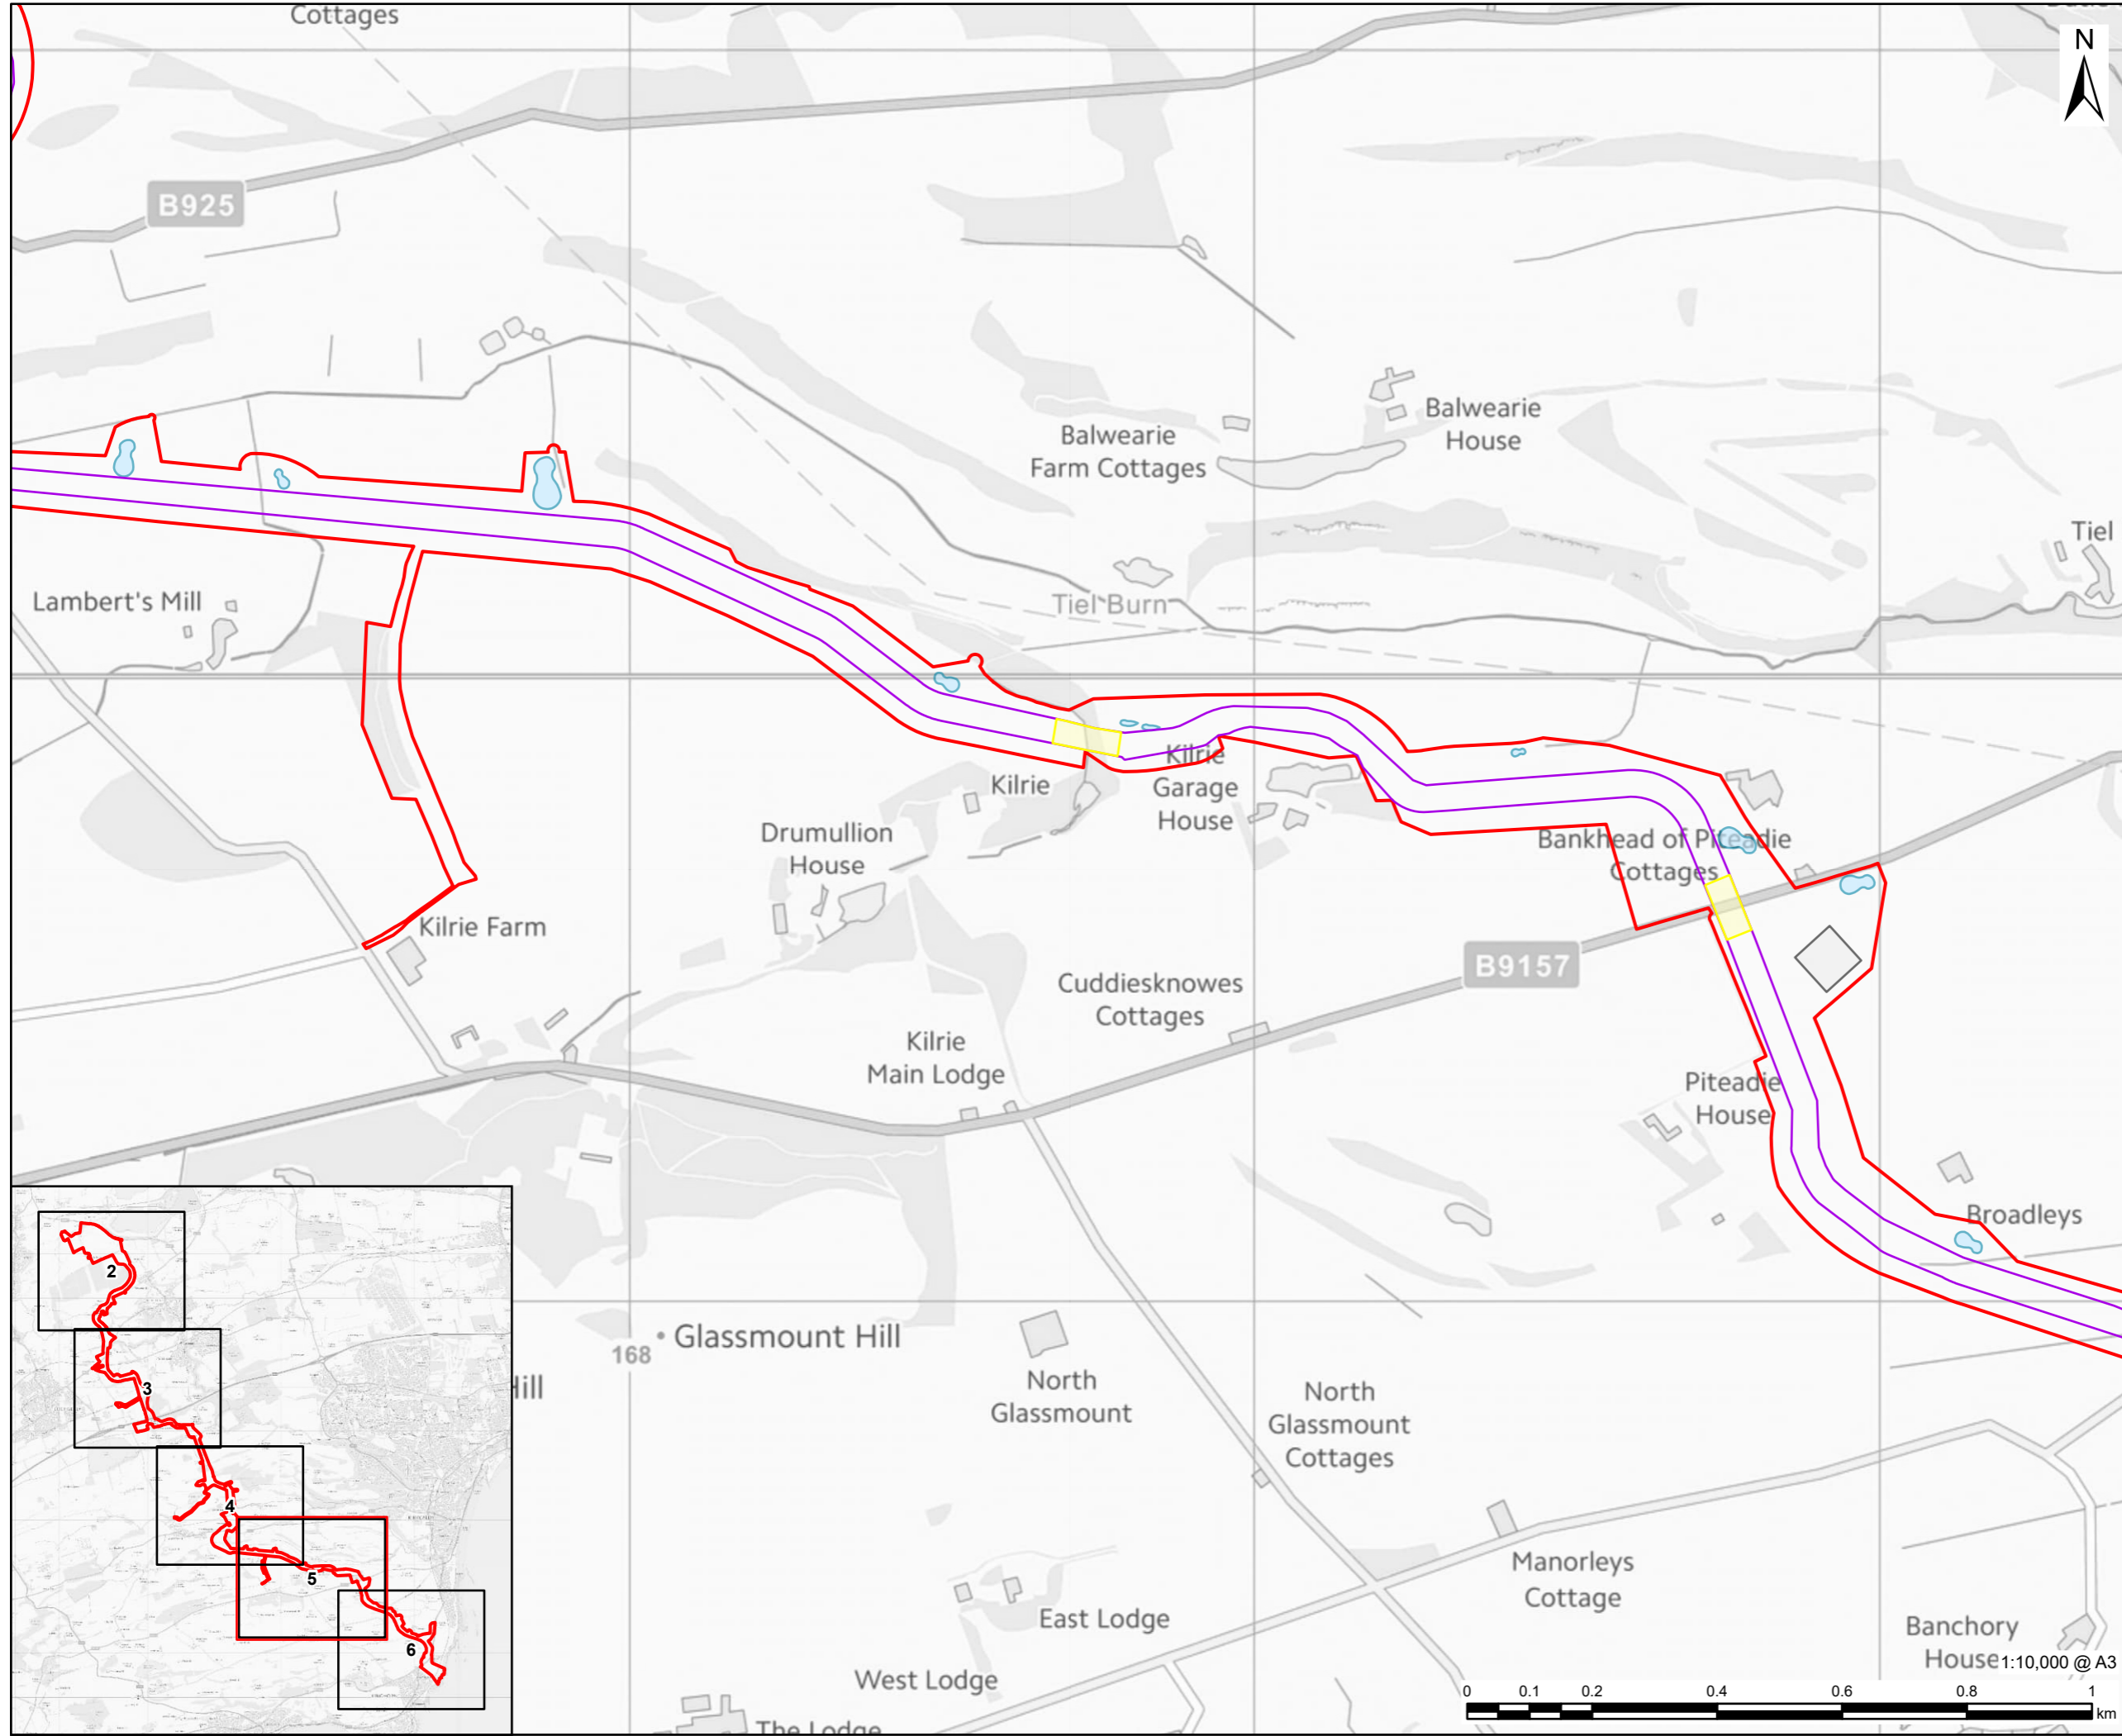 Cottages
N
B925
Balwearie
House
Balwearie
Farm Cottages
Tiel
Lambert's Mill
Tiel Burn
Kilrie
Kilrie
Garage
House
Drumullion
House
Bankhead of Piteadie
Cottages
Kilrie Farm
B9157
Cuddiesknowes
Cottages
Kilrie
Main Lodge
Piteadie
House
Broadleys
168
Glassmount Hill
Hill
North
Glassmount
North
Glassmount
Cottages
Manorleys
Cottage
East Lodge
Banchory
House
1:10,000 @ A3
West Lodge
The Lodge
0 0.1 0.2 0.4 0.6 0.8 1
km
2
3
4
5
6